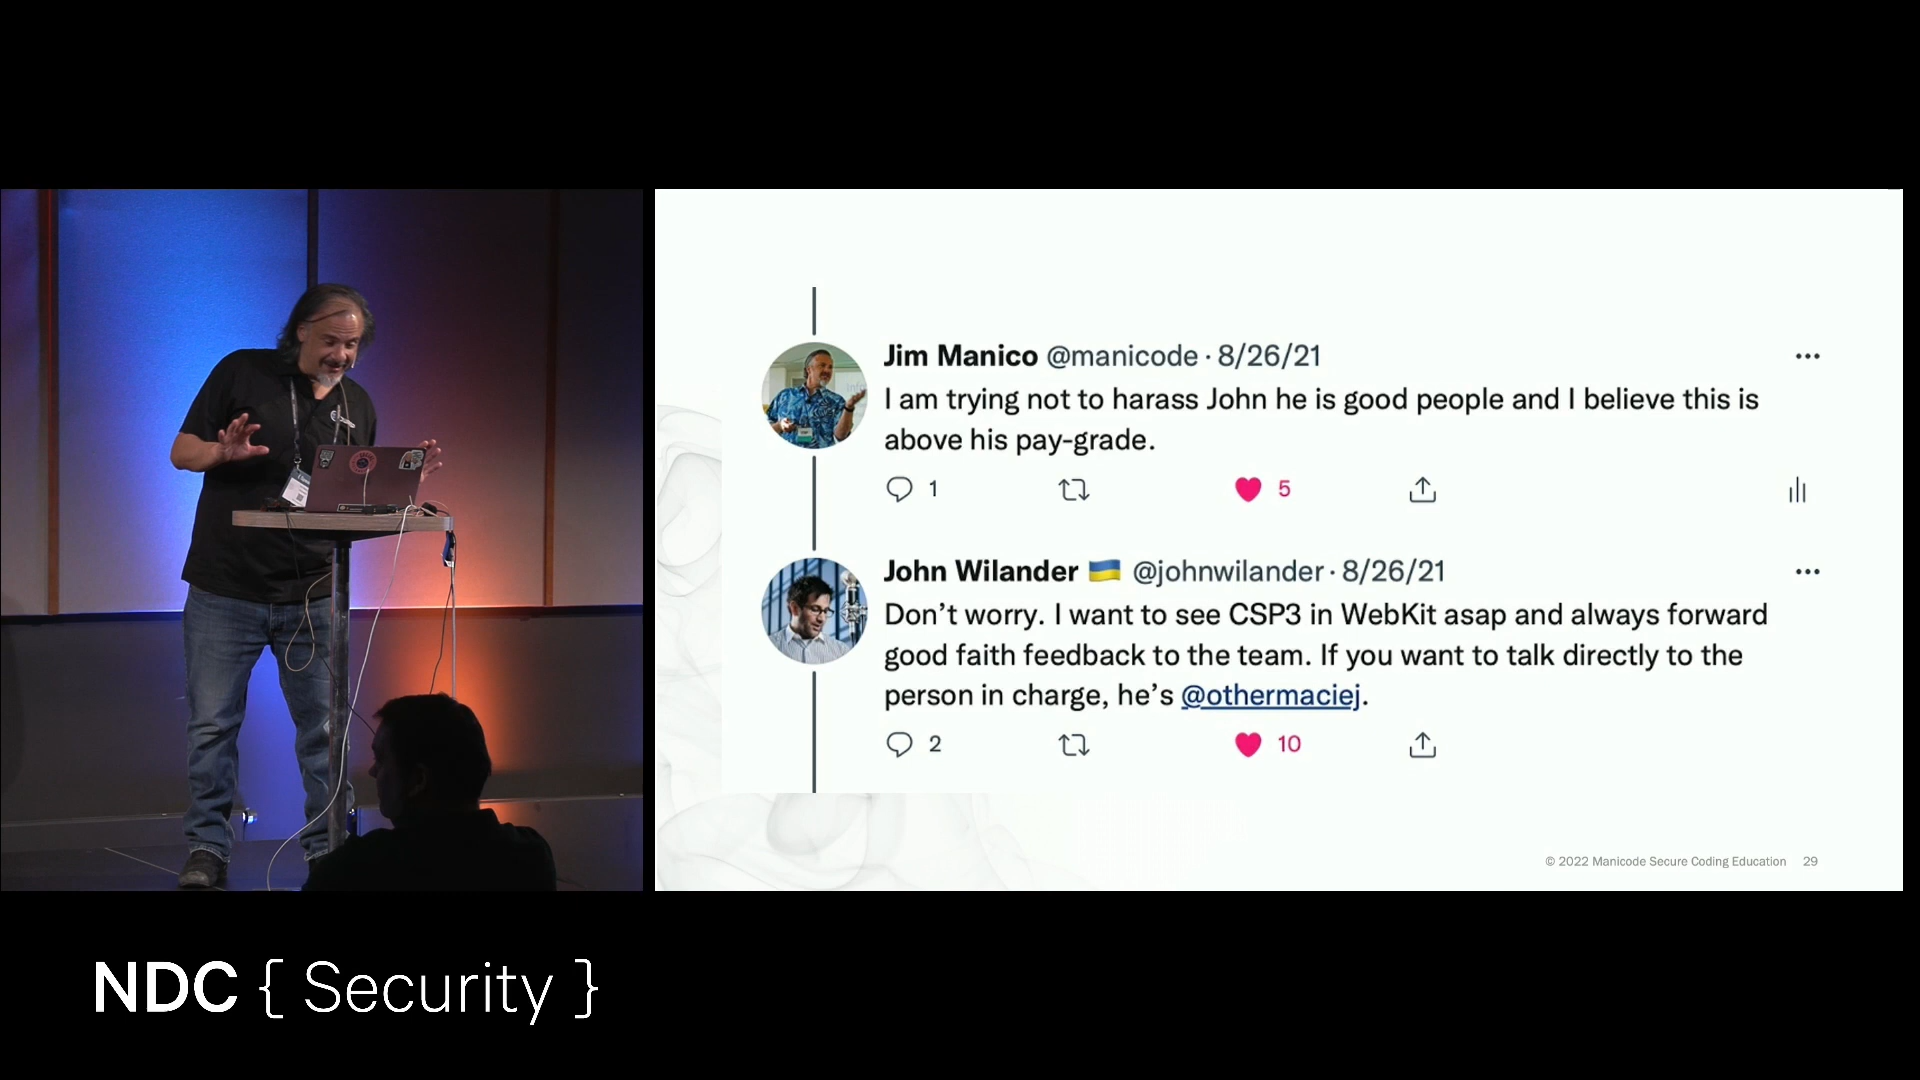 Jim Manico @manicode · 8/26/21
I am trying not to harass John he is good people and I believe this is
above his pay-grade.
1 5
John Wilander 🇺🇦 @johnwilander · 8/26/21
Don't worry. I want to see CSP3 in WebKit asap and always forward
good faith feedback to the team. If you want to talk directly to the
person in charge, he's @othermaciej.
2 10
© 2022 Manicode Secure Coding Education 29
NDC { Security }